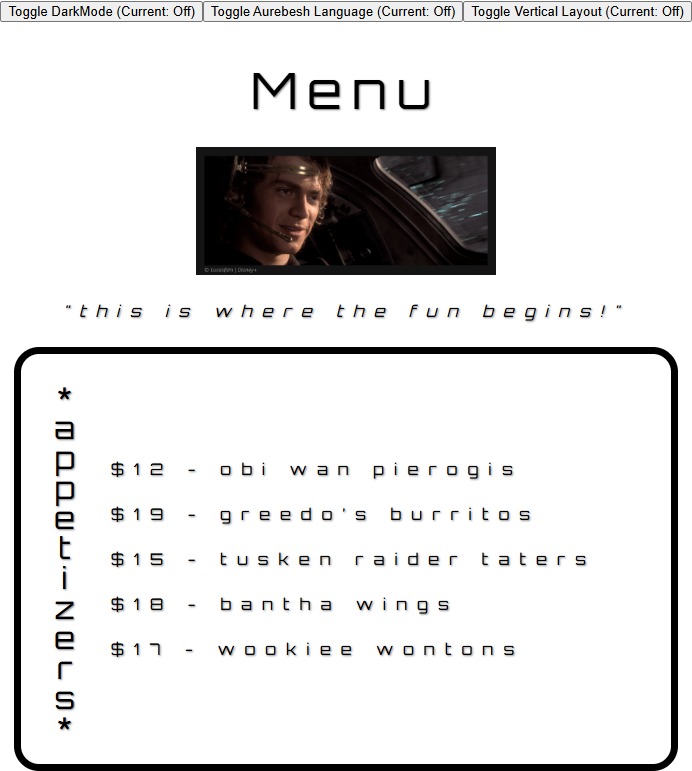 Toggle DarkMode (Current: Off) Toggle Aurebesh Language (Current: Off) Toggle Vertical Layout (Current: Off)
Menu
© Lucasfilm | Disney+
"this is where the fun begins!"
*appetizers*
$12 - obi wan pierogis
$19 - greedo's burritos
$15 - tusken raider taters
$18 - bantha wings
$17 - wookiee wontons